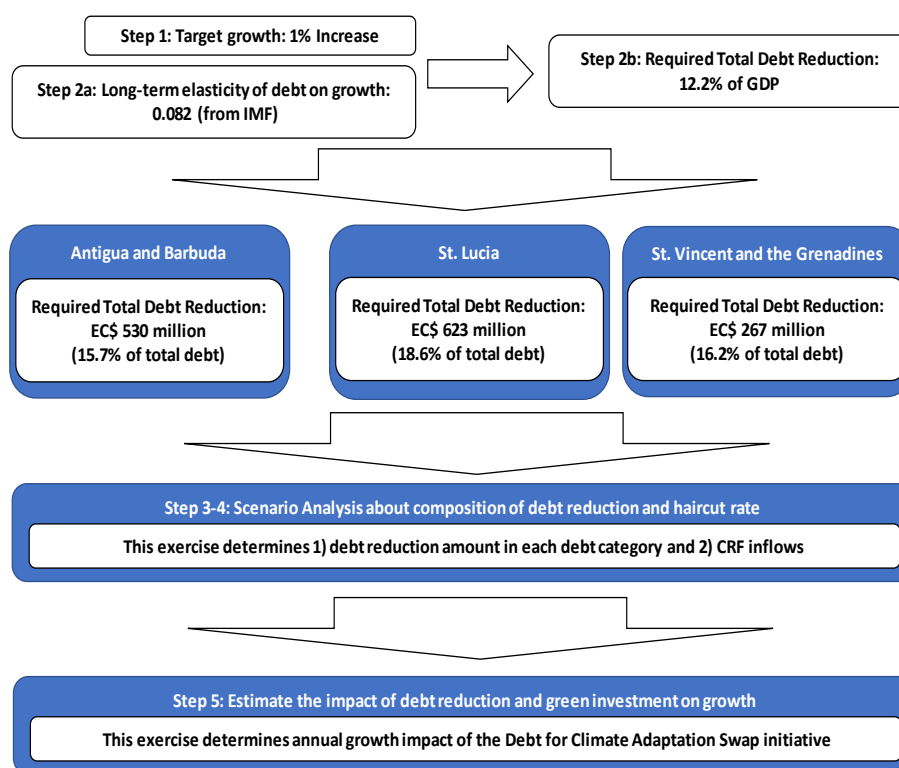 Step 1: Target growth: 1% Increase
Step 2a: Long-term elasticity of debt on growth:
0.082 (from IMF)
Step 2b: Required Total Debt Reduction:
12.2% of GDP
Antigua and Barbuda
Required Total Debt Reduction:
EC$ 530 million
(15.7% of total debt)
St. Lucia
Required Total Debt Reduction:
EC$ 623 million
(18.6% of total debt)
St. Vincent and the Grenadines
Required Total Debt Reduction:
EC$ 267 million
(16.2% of total debt)
Step 3-4: Scenario Analysis about composition of debt reduction and haircut rate
This exercise determines 1) debt reduction amount in each debt category and 2) CRF inflows
Step 5: Estimate the impact of debt reduction and green investment on growth
This exercise determines annual growth impact of the Debt for Climate Adaptation Swap initiative